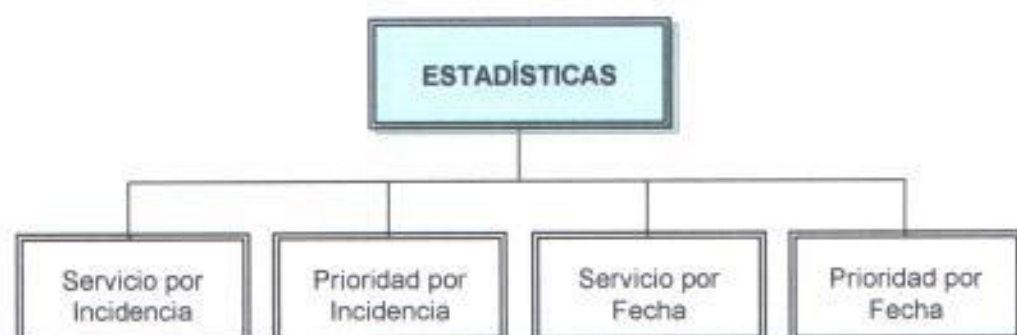 ESTADÍSTICAS
Servicio por
Incidencia
Prioridad por
Incidencia
Servicio por
Fecha
Prioridad por
Fecha